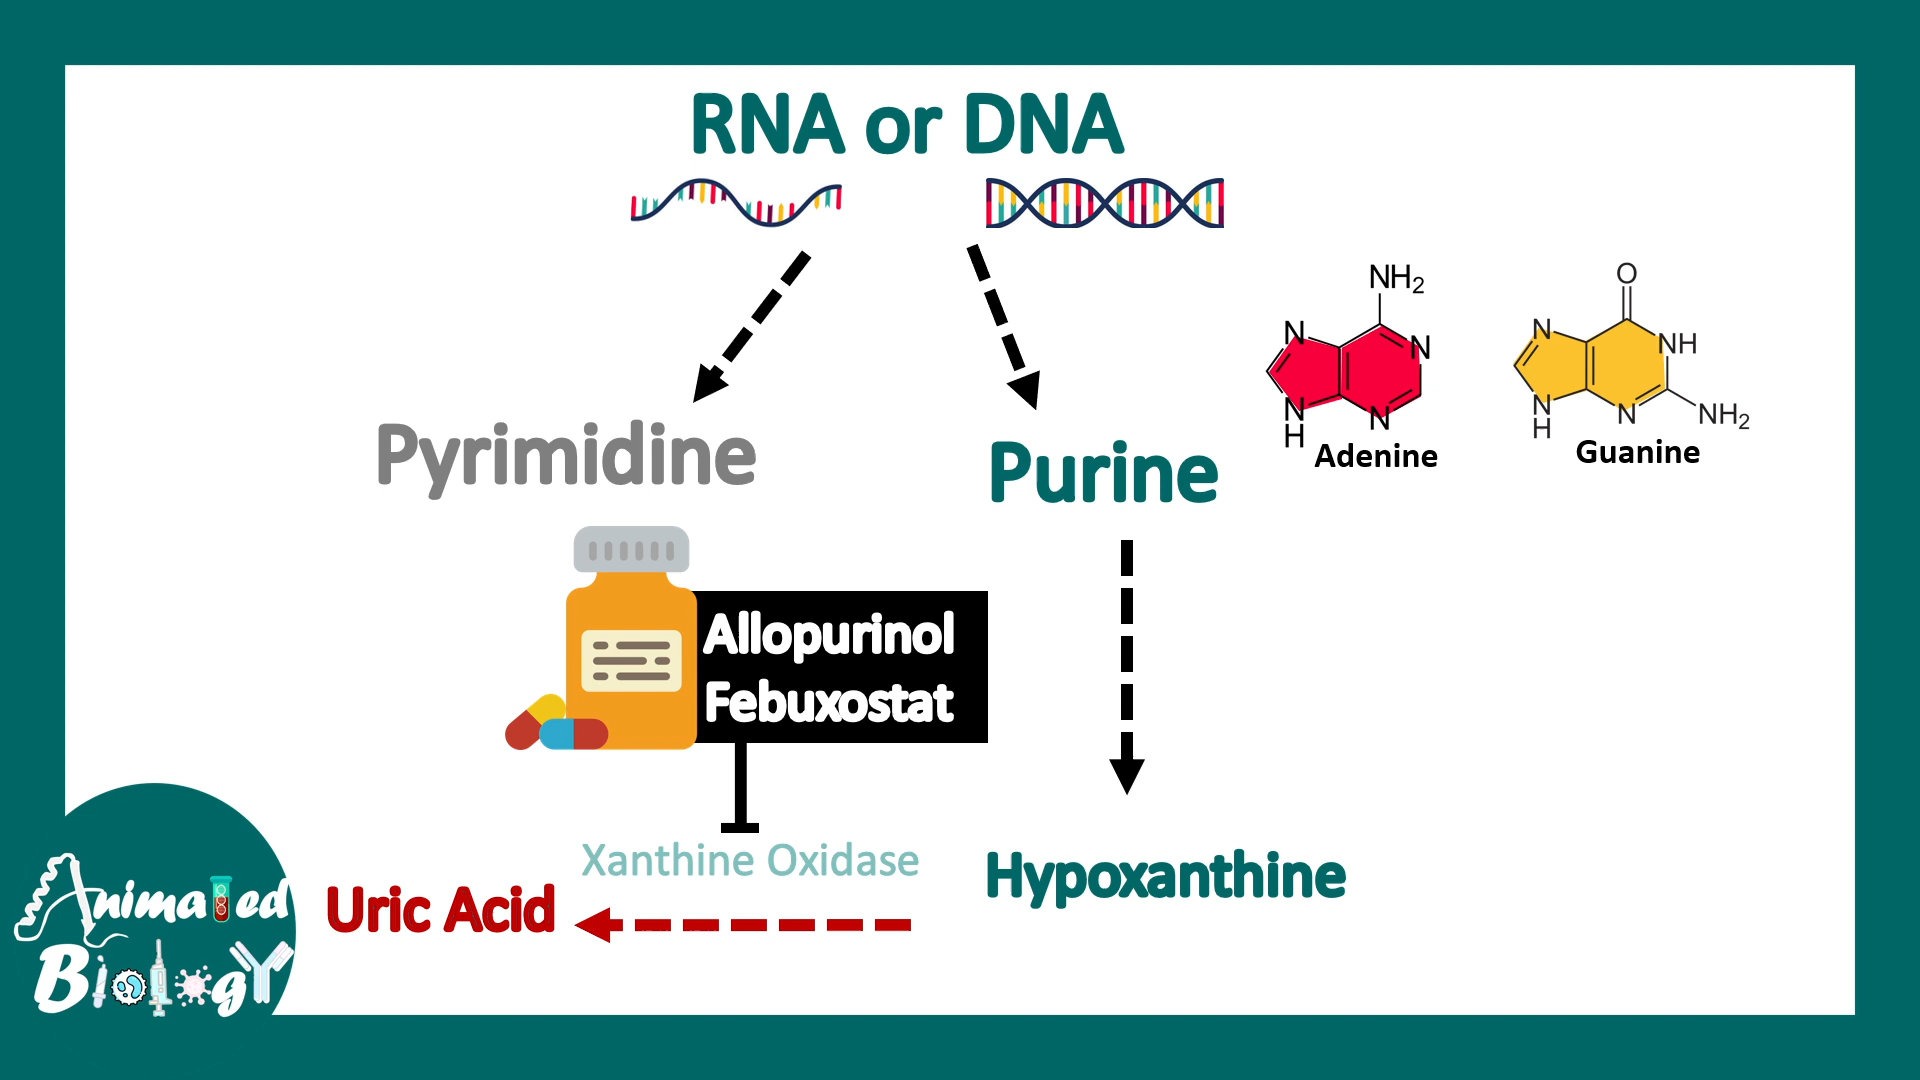 RNA or DNA
NH2
N
N
N
H
N
Adenine
O
N
NH
N
H
N
NH2
Guanine
Pyrimidine
Purine
Allopurinol
Febuxostat
Xanthine Oxidase
Hypoxanthine
Uric Acid
Animated
Biology